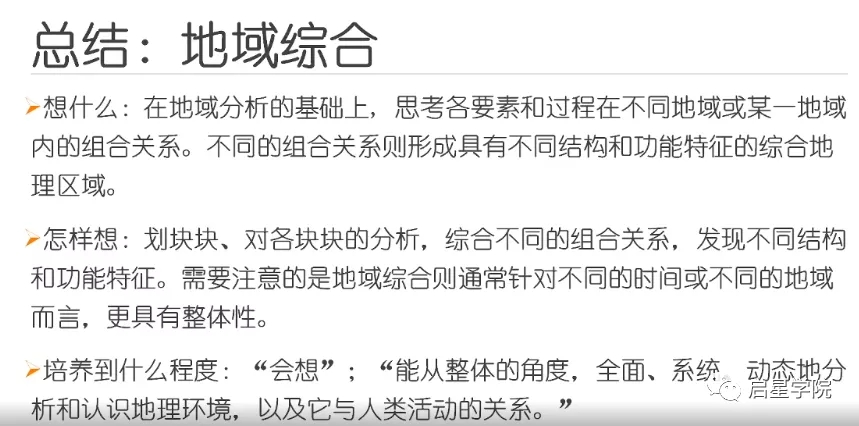 总结：地域综合
想什么：在地域分析的基础上，思考各要素和过程在不同地域或某一地域
内的组合关系。不同的组合关系则形成具有不同结构和功能特征的综合地
理区域。
怎样想：划块块、对各块块的分析，综合不同的组合关系，发现不同结构
和功能特征。需要注意的是地域综合则通常针对不同的时间或不同的地域
而言，更具有整体性。
培养到什么程度：“会想”；“能从整体的角度，全面、系统、动态地分
析和认识地理环境，以及它与人类活动的关系。”
启星学院